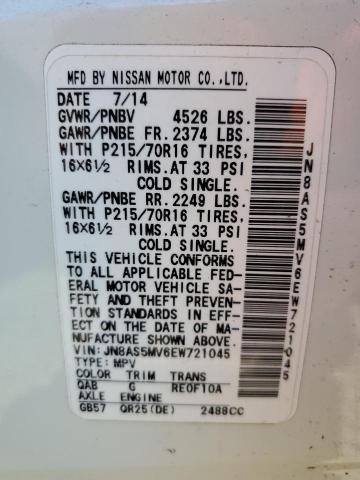 MFD BY NISSAN MOTOR CO.,LTD.
DATE 7/14
GVWR/PNBV 4526 LBS.
GAWR/PNBE FR. 2374 LBS.
WITH P215/70R16 TIRES,
16X6½ RIMS. AT 33 PSI
COLD SINGLE.
GAWR/PNBE RR. 2249 LBS.
WITH P215/70R16 TIRES,
16X6½ RIMS. AT 33 PSI
COLD SINGLE.
THIS VEHICLE CONFORMS
TO ALL APPLICABLE FED-
ERAL MOTOR VEHICLE SA-
FETY AND THEFT PREVEN-
TION STANDARDS IN EFF-
ECT ON THE DATE OF MA-
NUFACTURE SHOWN ABOVE.
VIN: JN8AS5MV6EW721045
TYPE: MPV
COLOR TRIM TRANS
QAB G RE0F10A
AXLE ENGINE
GB57 QR25(DE) 2488CC
JN8AS5MV6EW721045